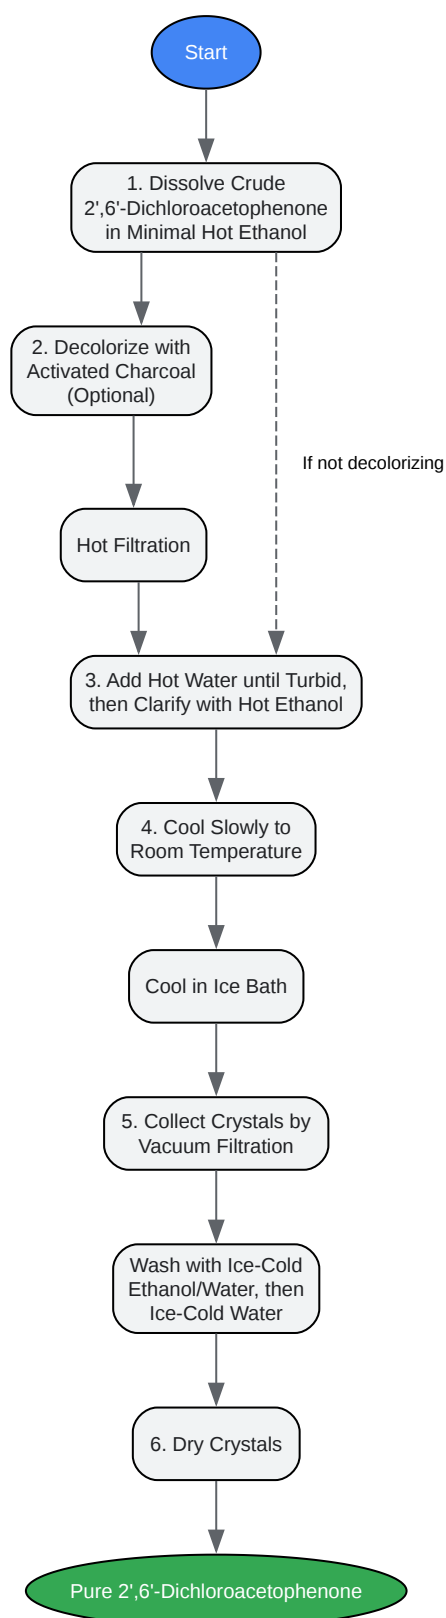 Start
1. Dissolve Crude
2',6'-Dichloroacetophenone
in Minimal Hot Ethanol
2. Decolorize with
Activated Charcoal
(Optional)
If not decolorizing
Hot Filtration
3. Add Hot Water until Turbid,
then Clarify with Hot Ethanol
4. Cool Slowly to
Room Temperature
Cool in Ice Bath
5. Collect Crystals by
Vacuum Filtration
Wash with Ice-Cold
Ethanol/Water, then
Ice-Cold Water
6. Dry Crystals
Pure 2',6'-Dichloroacetophenone